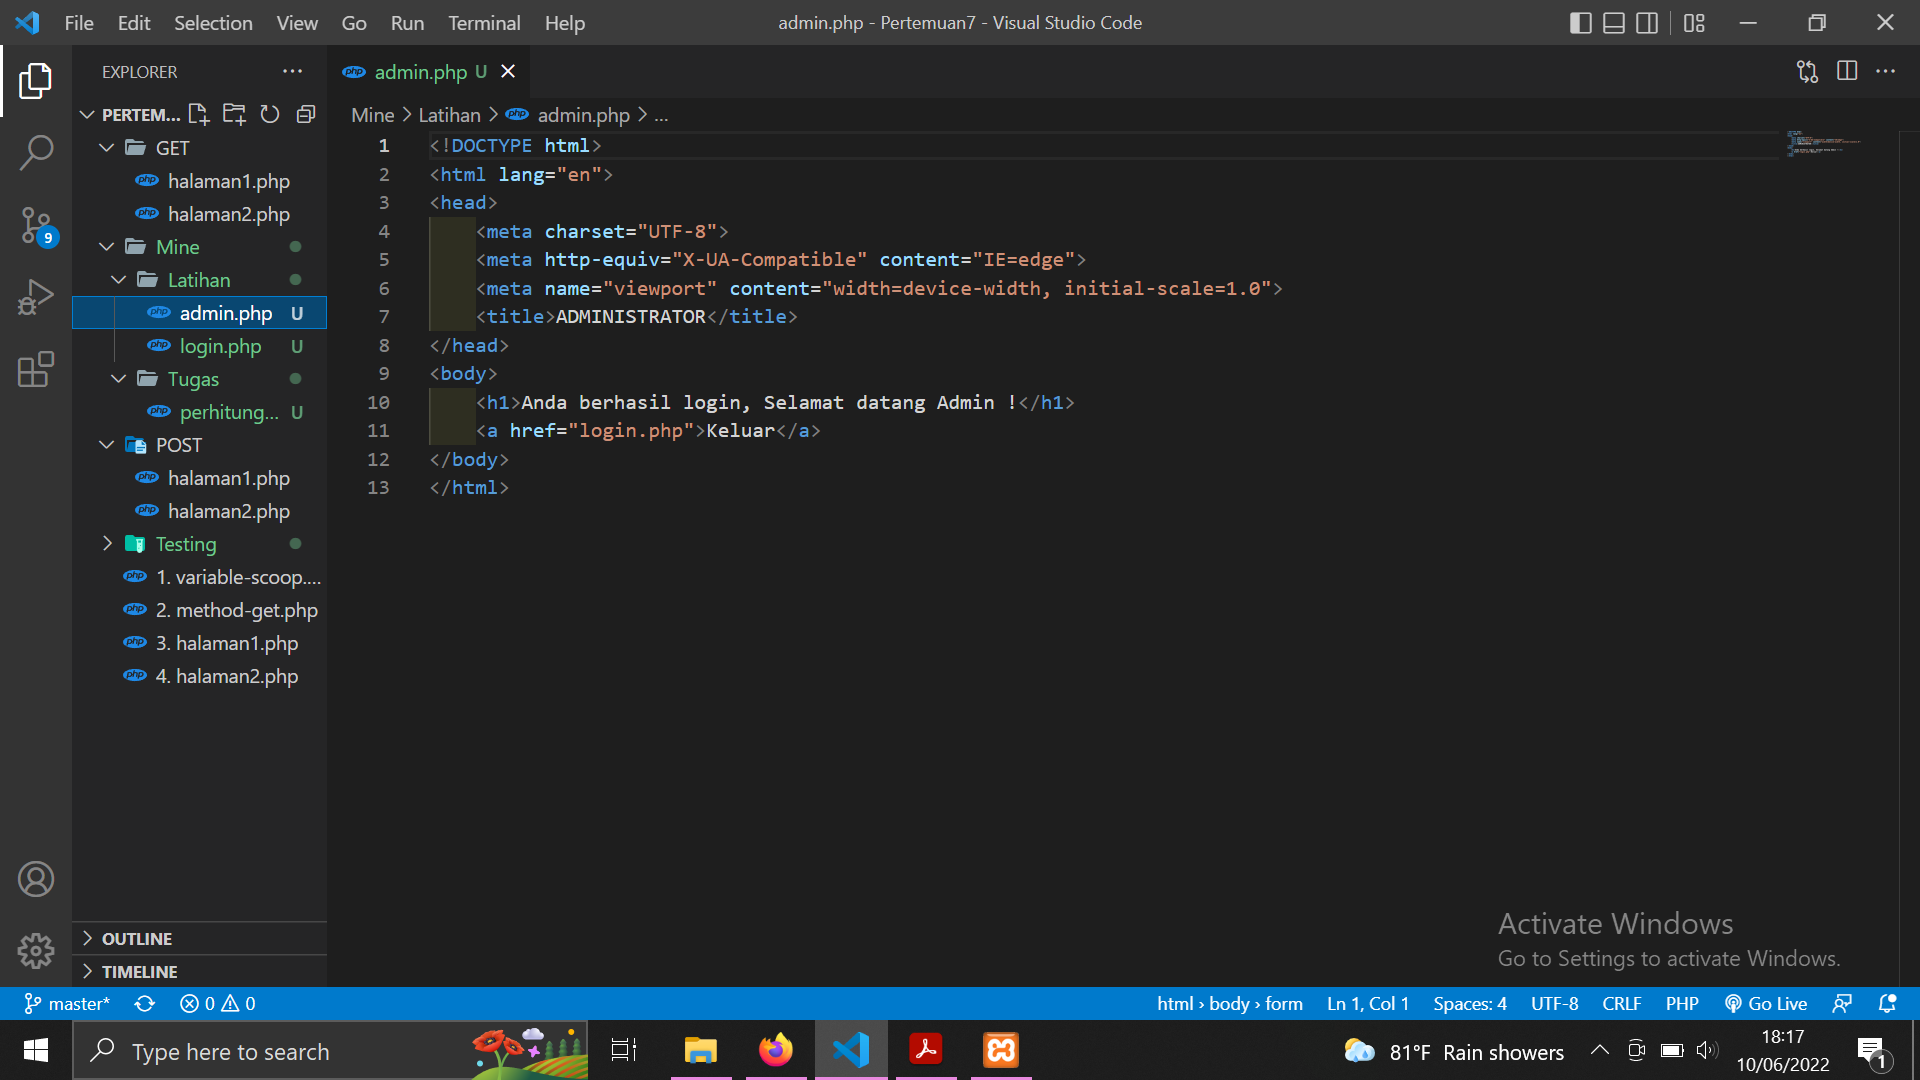 File Edit Selection View Go Run Terminal Help
admin.php - Pertemuan7 - Visual Studio Code
EXPLORER
PERTEM...
GET
halaman1.php
halaman2.php
Mine
Latihan
admin.php U
login.php U
Tugas
perhitung... U
POST
halaman1.php
halaman2.php
Testing
1. variable-scoop....
2. method-get.php
3. halaman1.php
4. halaman2.php
OUTLINE
TIMELINE
9
admin.php U
Mine > Latihan > admin.php > ...
1 <!DOCTYPE html>
2 <html lang="en">
3 <head>
4 <meta charset="UTF-8">
5 <meta http-equiv="X-UA-Compatible" content="IE=edge">
6 <meta name="viewport" content="width=device-width, initial-scale=1.0">
7 <title>ADMINISTRATOR</title>
8 </head>
9 <body>
10 <h1>Anda berhasil login, Selamat datang Admin !</h1>
11 <a href="login.php">Keluar</a>
12 </body>
13 </html>
Activate Windows
Go to Settings to activate Windows.
master* 0 0 html › body › form Ln 1, Col 1 Spaces: 4 UTF-8 CRLF PHP Go Live
Type here to search
81°F Rain showers
18:17
10/06/2022
1